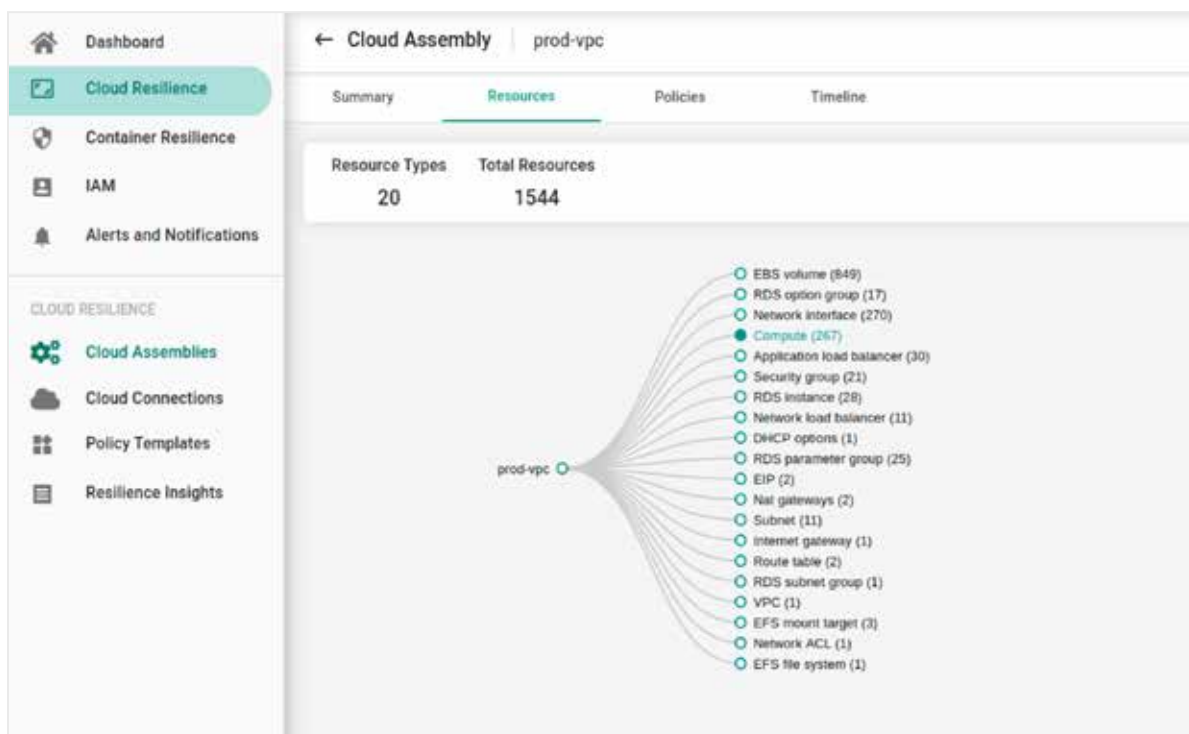 Dashboard
Cloud Resilience
Container Resilience
IAM
Alerts and Notifications
CLOUD RESILIENCE
Cloud Assemblies
Cloud Connections
Policy Templates
Resilience Insights
← Cloud Assembly prod-vpc
Summary Resources Policies Timeline
Resource Types Total Resources
20 1544
prod-vpc
EBS volume (849)
RDS option group (17)
Network interface (270)
Compute (267)
Application load balancer (30)
Security group (21)
RDS instance (28)
Network load balancer (11)
DHCP options (1)
RDS parameter group (25)
EIP (2)
Nat gateways (2)
Subnet (11)
Internet gateway (1)
Route table (2)
RDS subnet group (1)
VPC (1)
EFS mount target (3)
Network ACL (1)
EFS file system (1)